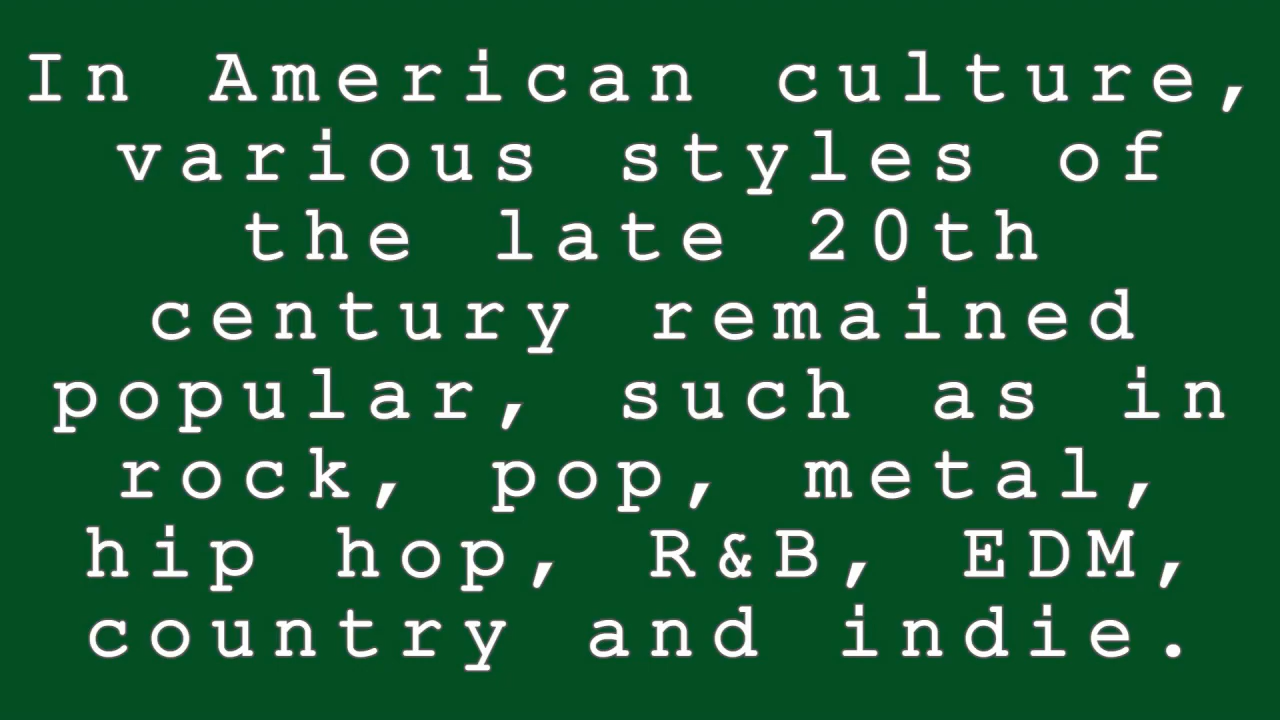 In American culture,
various styles of
the late 20th
century remained
popular, such as in
rock, pop, metal,
hip hop, R&B, EDM,
country and indie.